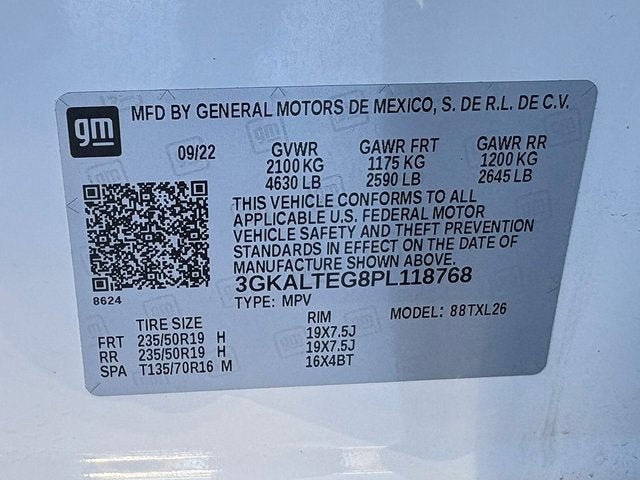 gm
MFD BY GENERAL MOTORS DE MEXICO, S. DE R.L. DE C.V.
09/22 GVWR GAWR FRT GAWR RR
2100 KG 1175 KG 1200 KG
4630 LB 2590 LB 2645 LB
THIS VEHICLE CONFORMS TO ALL
APPLICABLE U.S. FEDERAL MOTOR
VEHICLE SAFETY AND THEFT PREVENTION
STANDARDS IN EFFECT ON THE DATE OF
MANUFACTURE SHOWN ABOVE.
3GKALTEG8PL118768
8624
TYPE: MPV MODEL: 88TXL26
TIRE SIZE RIM
FRT 235/50R19 H 19X7.5J
RR 235/50R19 H 19X7.5J
SPA T135/70R16 M 16X4BT